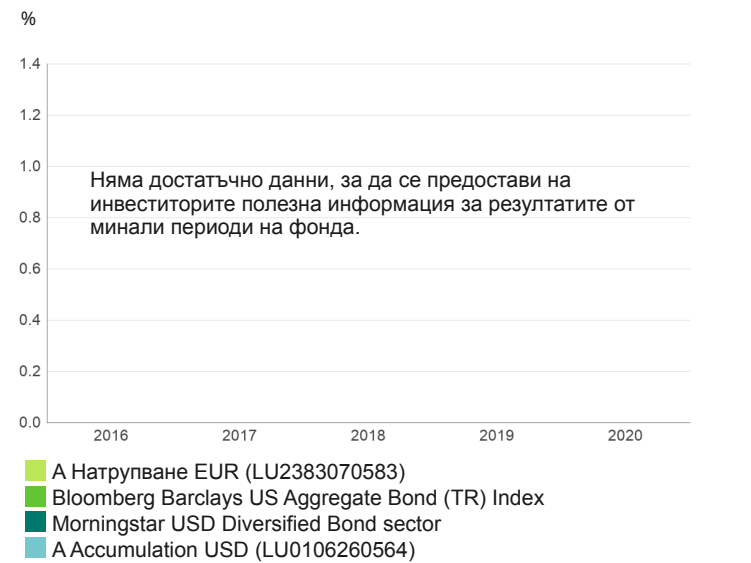 %
1.4
1.2
1.0
Няма достатъчно данни, за да се предостави на
инвеститорите полезна информация за резултатите от
0.8
минали периоди на фонда.
0.6
0.4
0.2
0.0
2016 2017 2018 2019 2020
А Натрупване EUR (LU2383070583)
Bloomberg Barclays US Aggregate Bond (TR) Index
Morningstar USD Diversified Bond sector
A Accumulation USD (LU0106260564)